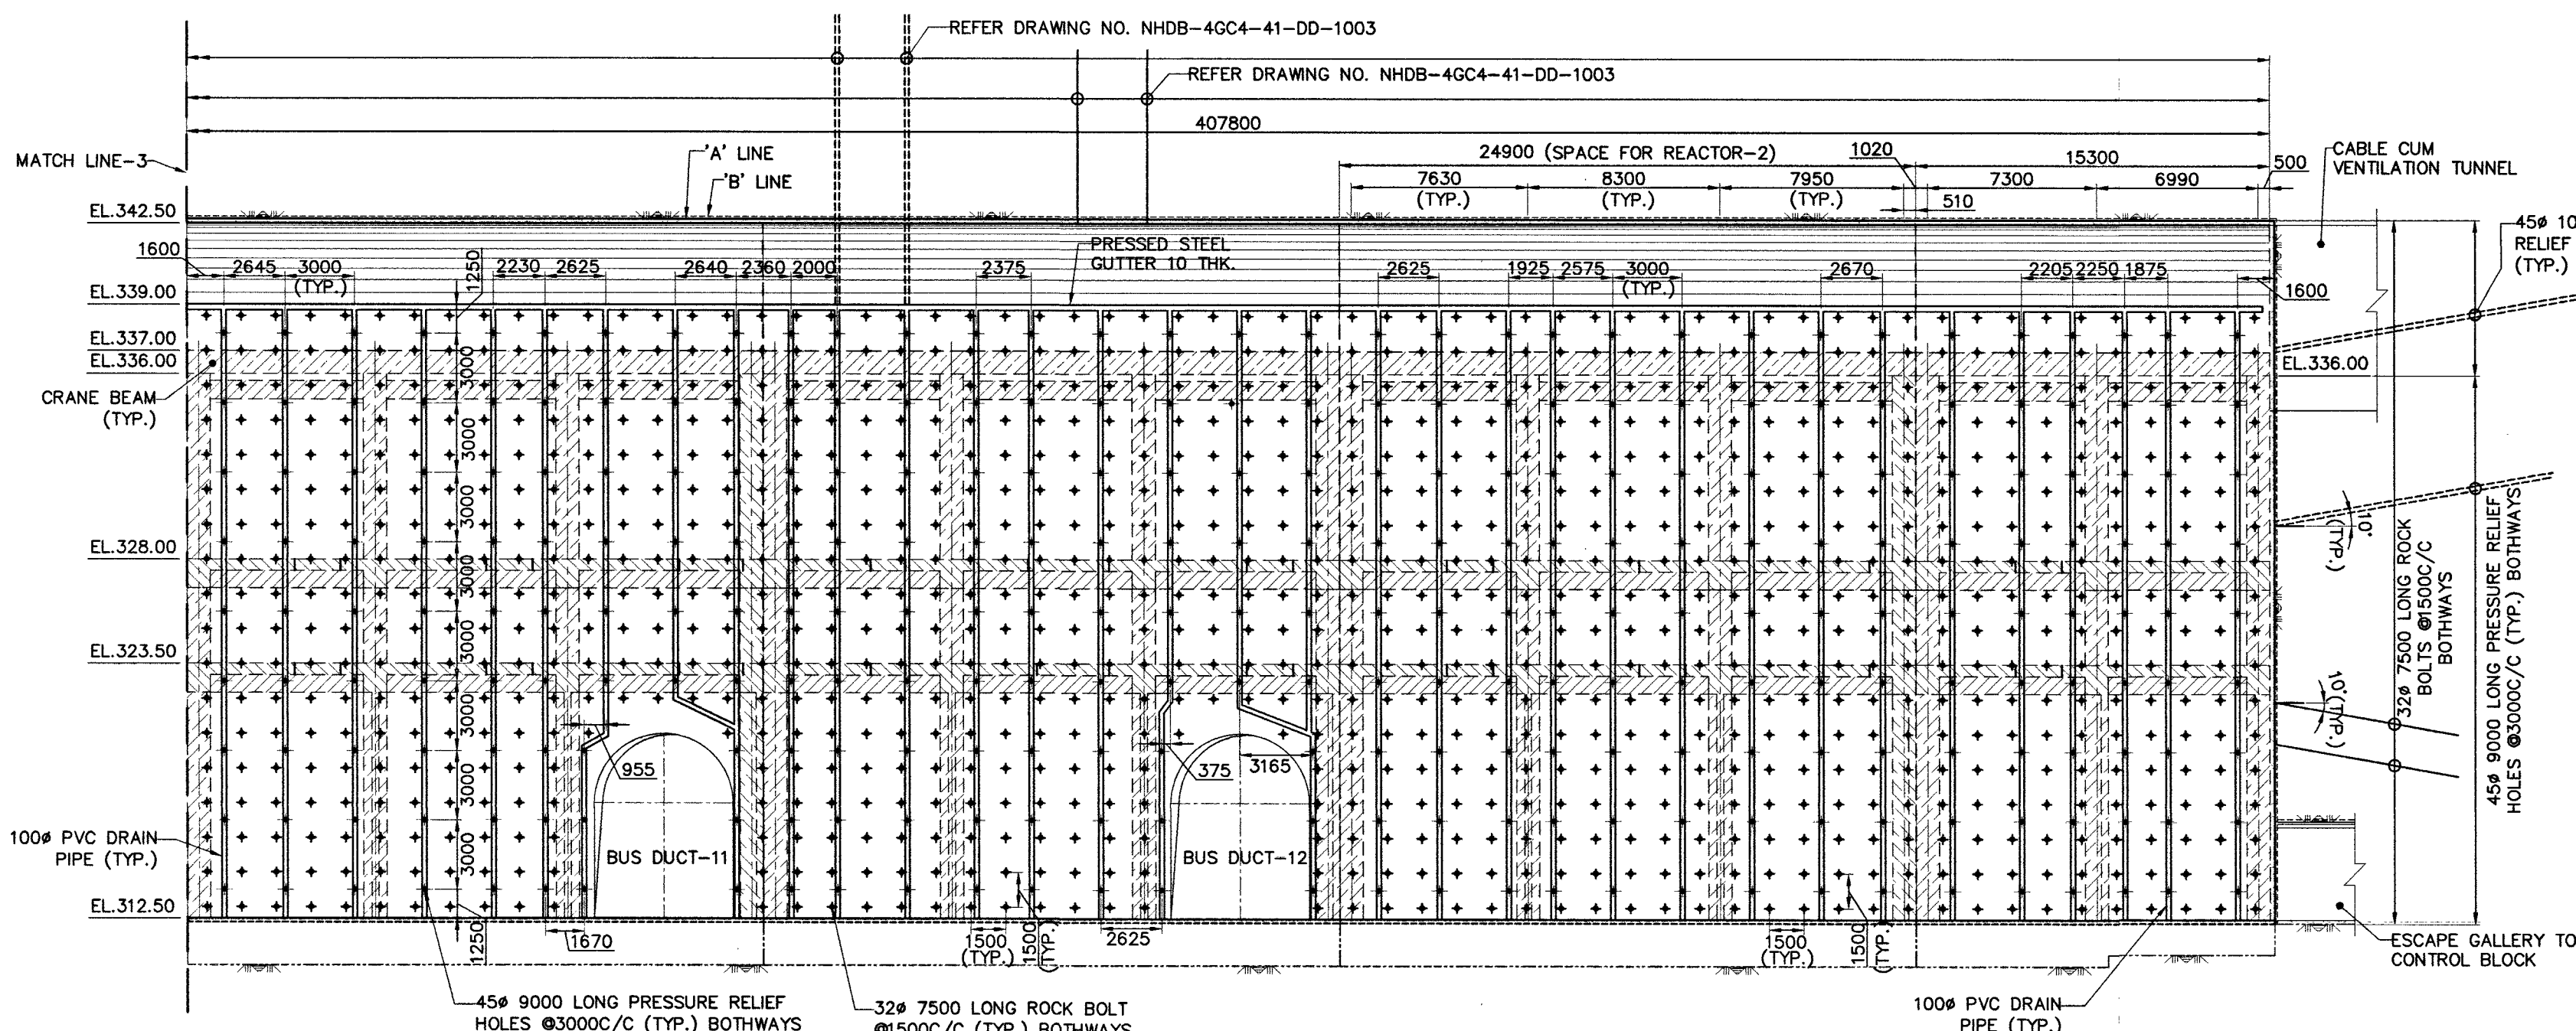 REFER DRAWING NO. NHDB-4GC4-41-DD-1003
REFER DRAWING NO. NHDB-4GC4-41-DD-1003
407800
MATCH LINE-3
'A' LINE
'B' LINE
24900 (SPACE FOR REACTOR-2)
1020
15300
500
7630
(TYP.)
8300
(TYP.)
7950
(TYP.)
7300
6990
510
CABLE CUM
VENTILATION TUNNEL
EL.342.50
1600
2645
3000
(TYP.)
1250
2230
2625
2640
2360
2000
PRESSED STEEL
GUTTER 10 THK.
2375
2625
1925
2575
3000
(TYP.)
2670
2205
2250
1875
1600
45ø 10
RELIEF
(TYP.)
EL.339.00
EL.337.00
EL.336.00
EL.336.00
CRANE BEAM
(TYP.)
3000
3000
3000
3000
3000
3000
3000
3000
EL.328.00
EL.323.50
10°
(TYP.)
10°(TYP.)
32ø 7500 LONG ROCK
BOLTS @1500C/C
BOTHWAYS
45ø 9000 LONG PRESSURE RELIEF
HOLES @3000C/C (TYP.) BOTHWAYS
955
375
3165
100ø PVC DRAIN
PIPE (TYP.)
BUS DUCT-11
BUS DUCT-12
EL.312.50
1250
1670
1500
(TYP.)
1500
(TYP.)
2625
1500
(TYP.)
1500
(TYP.)
ESCAPE GALLERY TO
CONTROL BLOCK
45ø 9000 LONG PRESSURE RELIEF
HOLES @3000C/C (TYP.) BOTHWAYS
32ø 7500 LONG ROCK BOLT
@1500C/C (TYP.) BOTHWAYS
100ø PVC DRAIN
PIPE (TYP.)